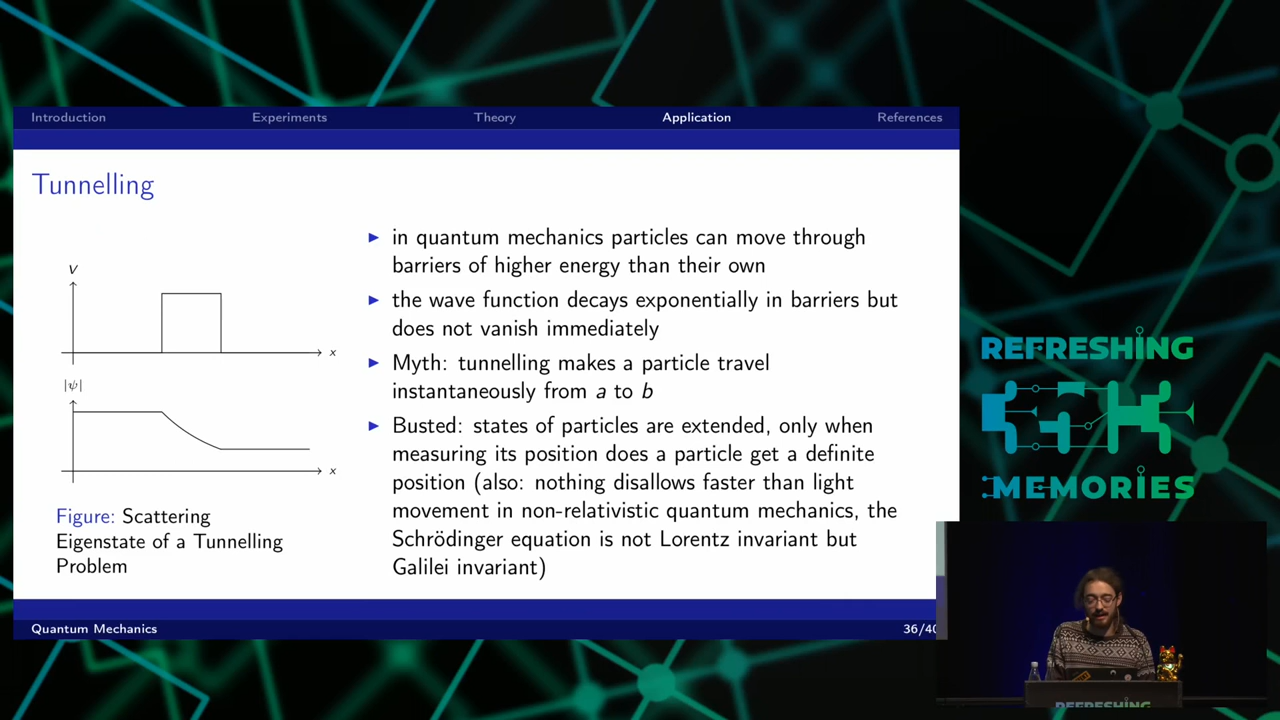 Introduction Experiments Theory Application References
Tunnelling
V
x
|ψ|
x
Figure: Scattering
Eigenstate of a Tunnelling
Problem
▶ in quantum mechanics particles can move through
barriers of higher energy than their own
▶ the wave function decays exponentially in barriers but
does not vanish immediately
▶ Myth: tunnelling makes a particle travel
instantaneously from a to b
▶ Busted: states of particles are extended, only when
measuring its position does a particle get a definite
position (also: nothing disallows faster than light
movement in non-relativistic quantum mechanics, the
Schrödinger equation is not Lorentz invariant but
Galilei invariant)
Quantum Mechanics 36/40
REFRESHING
MEMORIES
REFRESHING